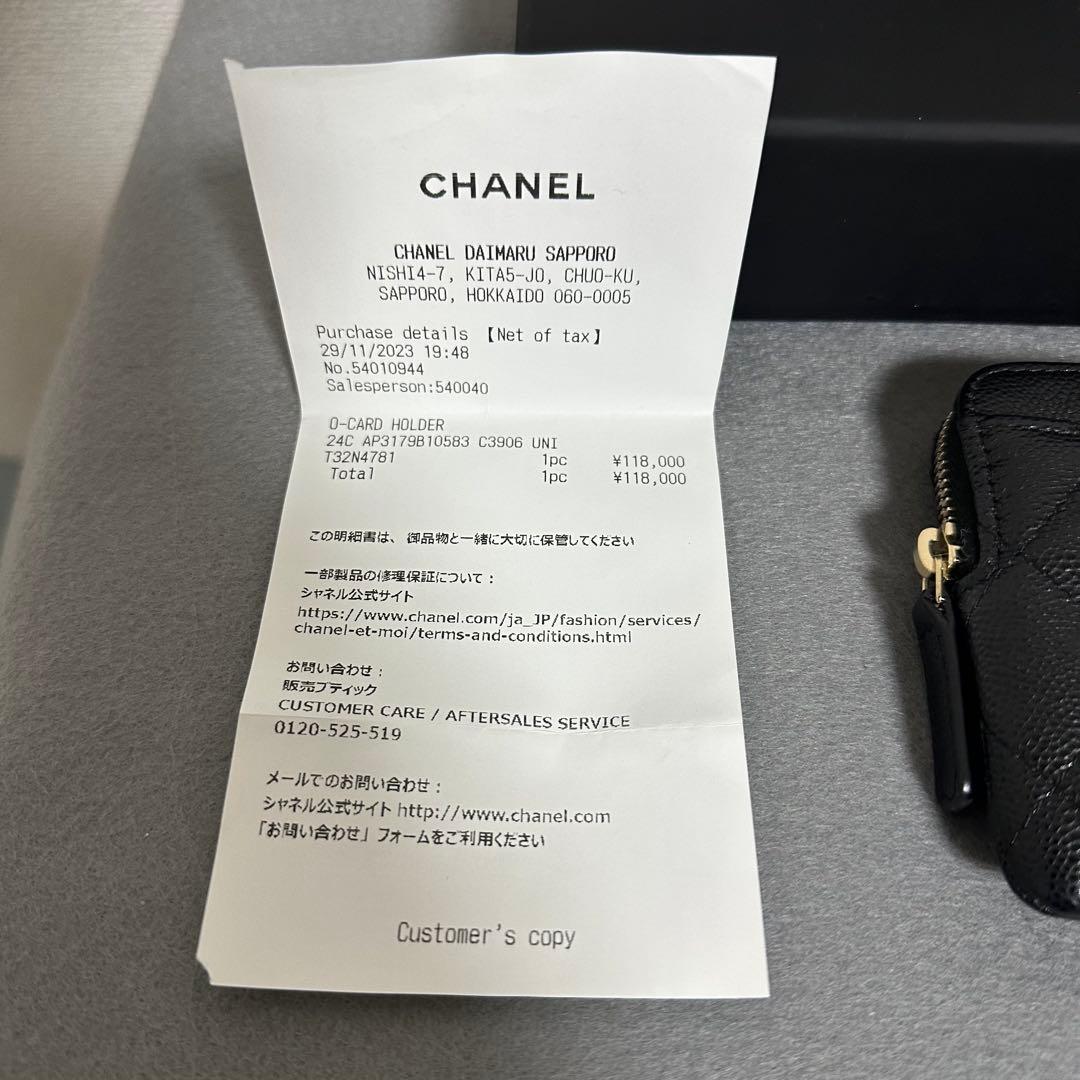 CHANEL
CHANEL DAIMARU SAPPORO
NISHI4-7, KITA5-JO, CHUO-KU,
SAPPORO, HOKKAIDO 060-0005
Purchase details 【Net of tax】
29/11/2023 19:48
No.54010944
Salesperson:540040
O-CARD HOLDER
24C AP3179B10583 C3906 UNI
T32N4781 1pc ¥118,000
Total 1pc ¥118,000
この明細書は、御品物と一緒に大切に保管してください
一部製品の修理保証について：
シャネル公式サイト
https://www.chanel.com/ja_JP/fashion/services/
chanel-et-moi/terms-and-conditions.html
お問い合わせ：
販売ブティック
CUSTOMER CARE / AFTERSALES SERVICE
0120-525-519
メールでのお問い合わせ：
シャネル公式サイト http://www.chanel.com
「お問い合わせ」フォームをご利用ください
Customer's copy